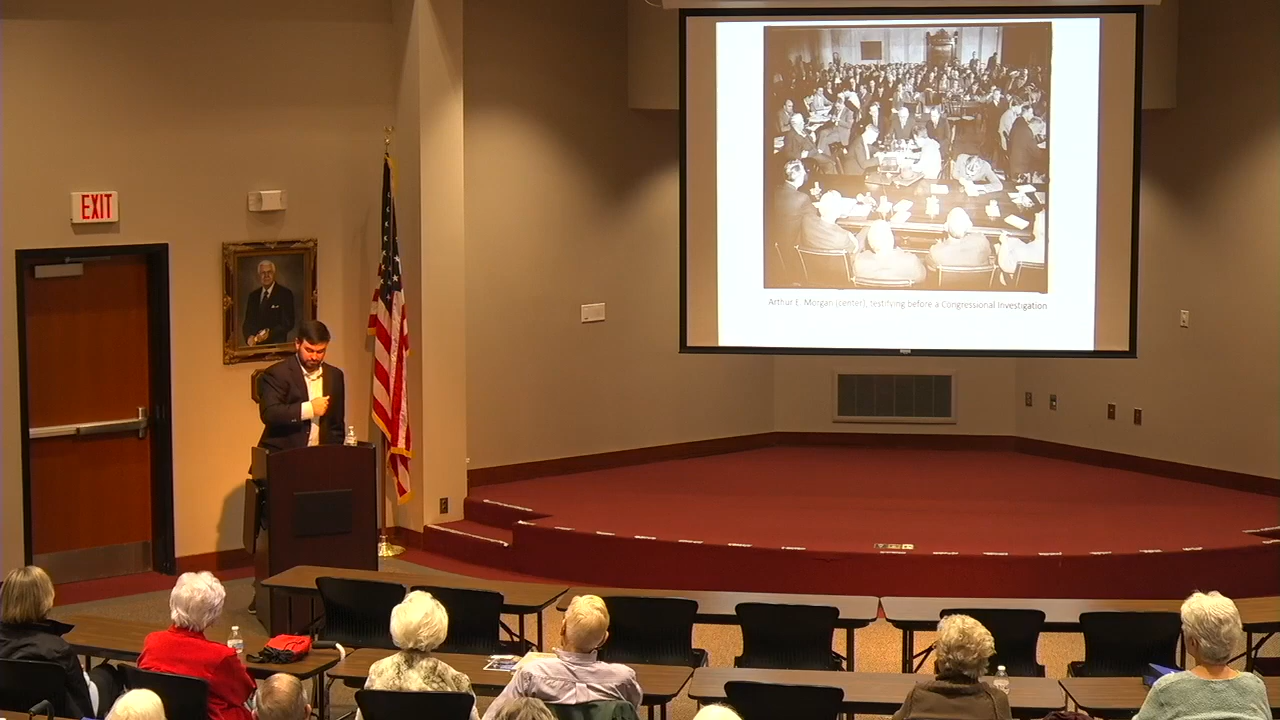 EXIT
Arthur E. Morgan (center), testifying before a Congressional Investigation